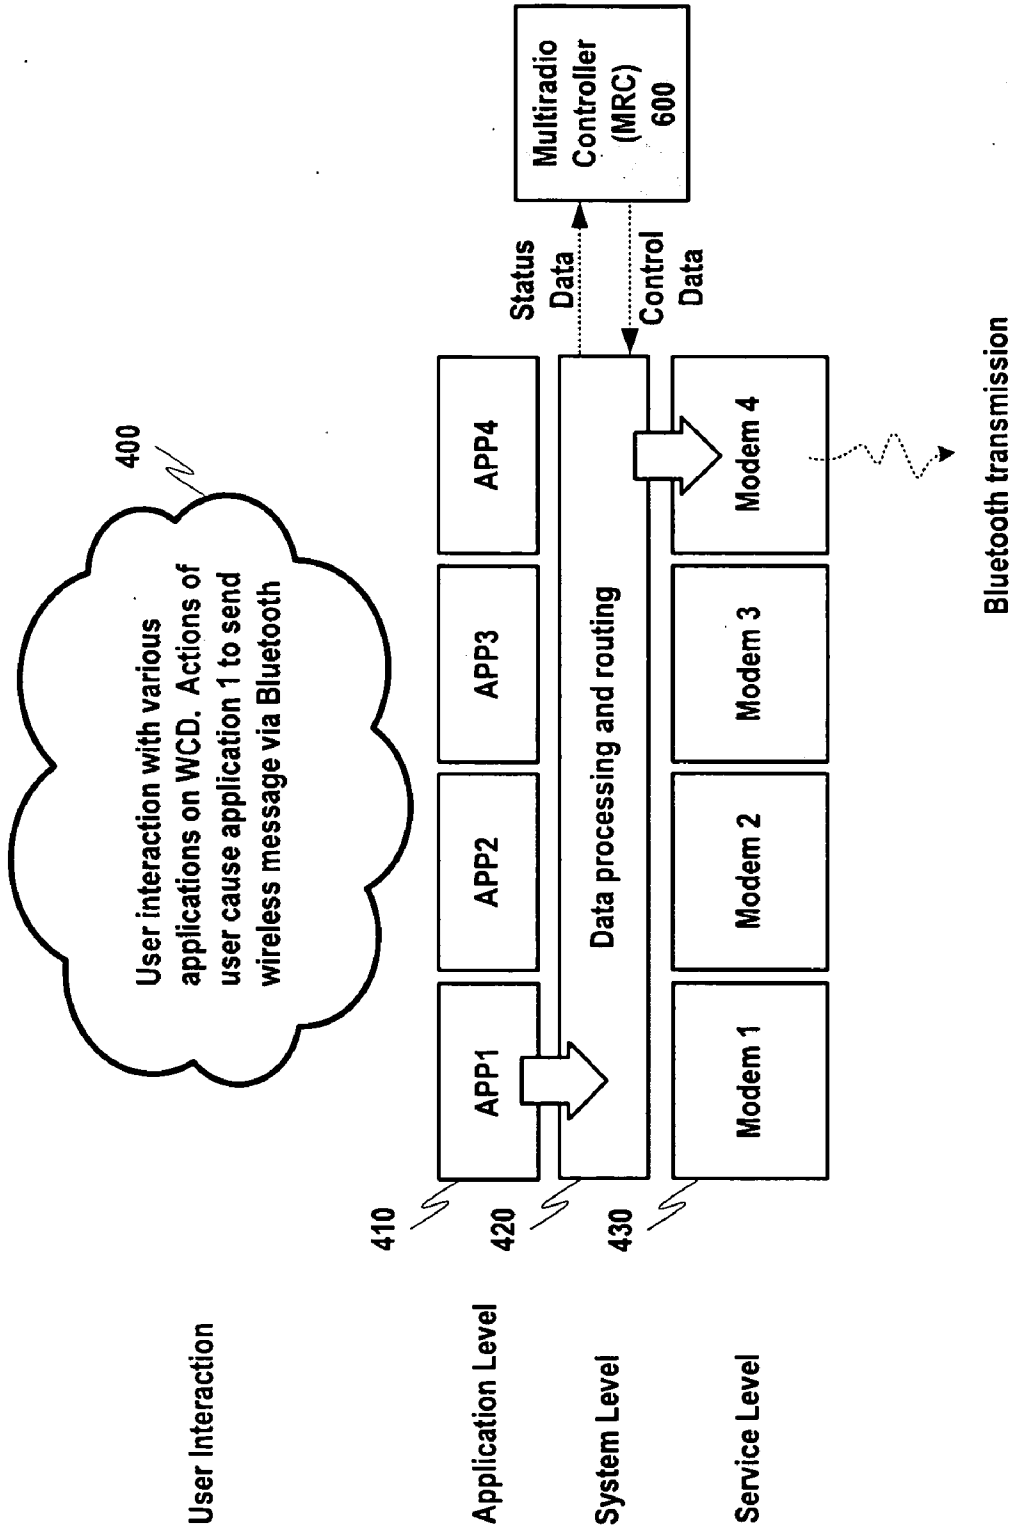 User Interaction
400
User interaction with various
applications on WCD. Actions of
user cause application 1 to send
wireless message via Bluetooth
Application Level
410
APP1
APP2
APP3
APP4
System Level
420
Data processing and routing
Status
Data
Control
Data
Multiradio
Controller
(MRC)
600
Service Level
430
Modem 1
Modem 2
Modem 3
Modem 4
Bluetooth transmission